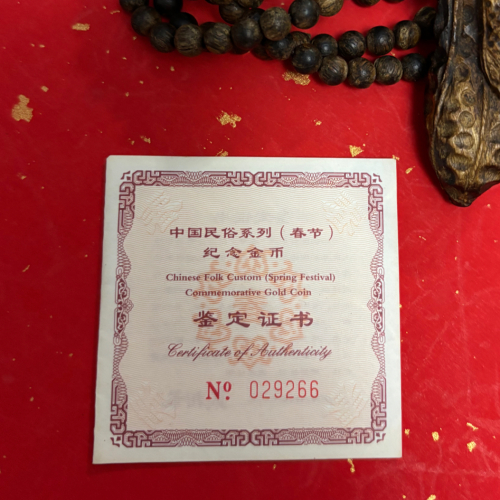 中国民俗系列（春节）
纪念金币
Chinese Folk Custom (Spring Festival)
Commemorative Gold Coin
鉴定证书
Certificate of Authenticity
Nº 029266